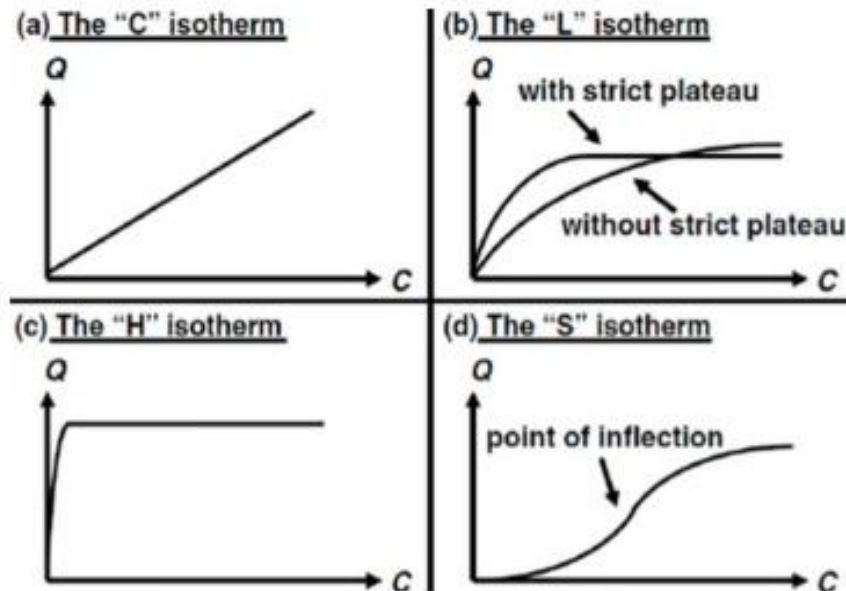 (a) The “C” isotherm
Q
C
(b) The “L” isotherm
Q
with strict plateau
without strict plateau
C
(c) The “H” isotherm
Q
C
(d) The “S” isotherm
Q
point of inflection
C